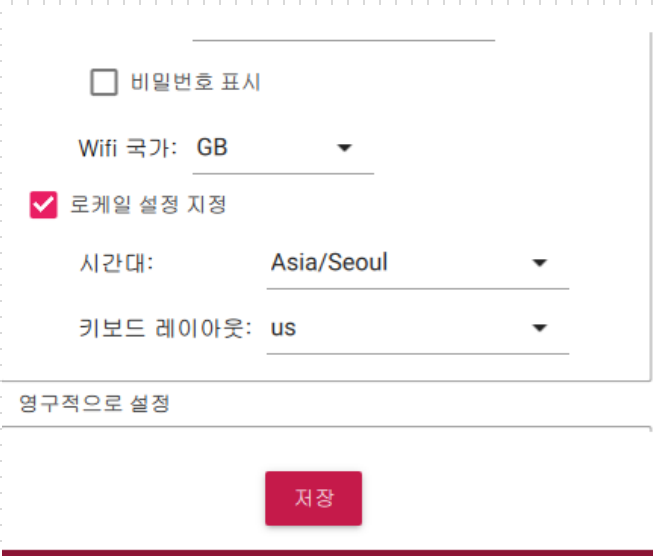 비밀번호 표시
Wifi 국가: GB
로케일 설정 지정
시간대: Asia/Seoul
키보드 레이아웃: us
영구적으로 설정
저장